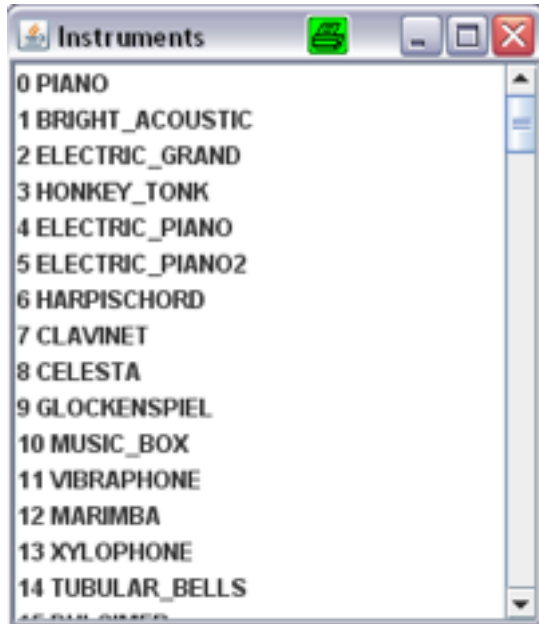 Instruments
0 PIANO
1 BRIGHT_ACOUSTIC
2 ELECTRIC_GRAND
3 HONKEY_TONK
4 ELECTRIC_PIANO
5 ELECTRIC_PIANO2
6 HARPISCHORD
7 CLAVINET
8 CELESTA
9 GLOCKENSPIEL
10 MUSIC_BOX
11 VIBRAPHONE
12 MARIMBA
13 XYLOPHONE
14 TUBULAR_BELLS